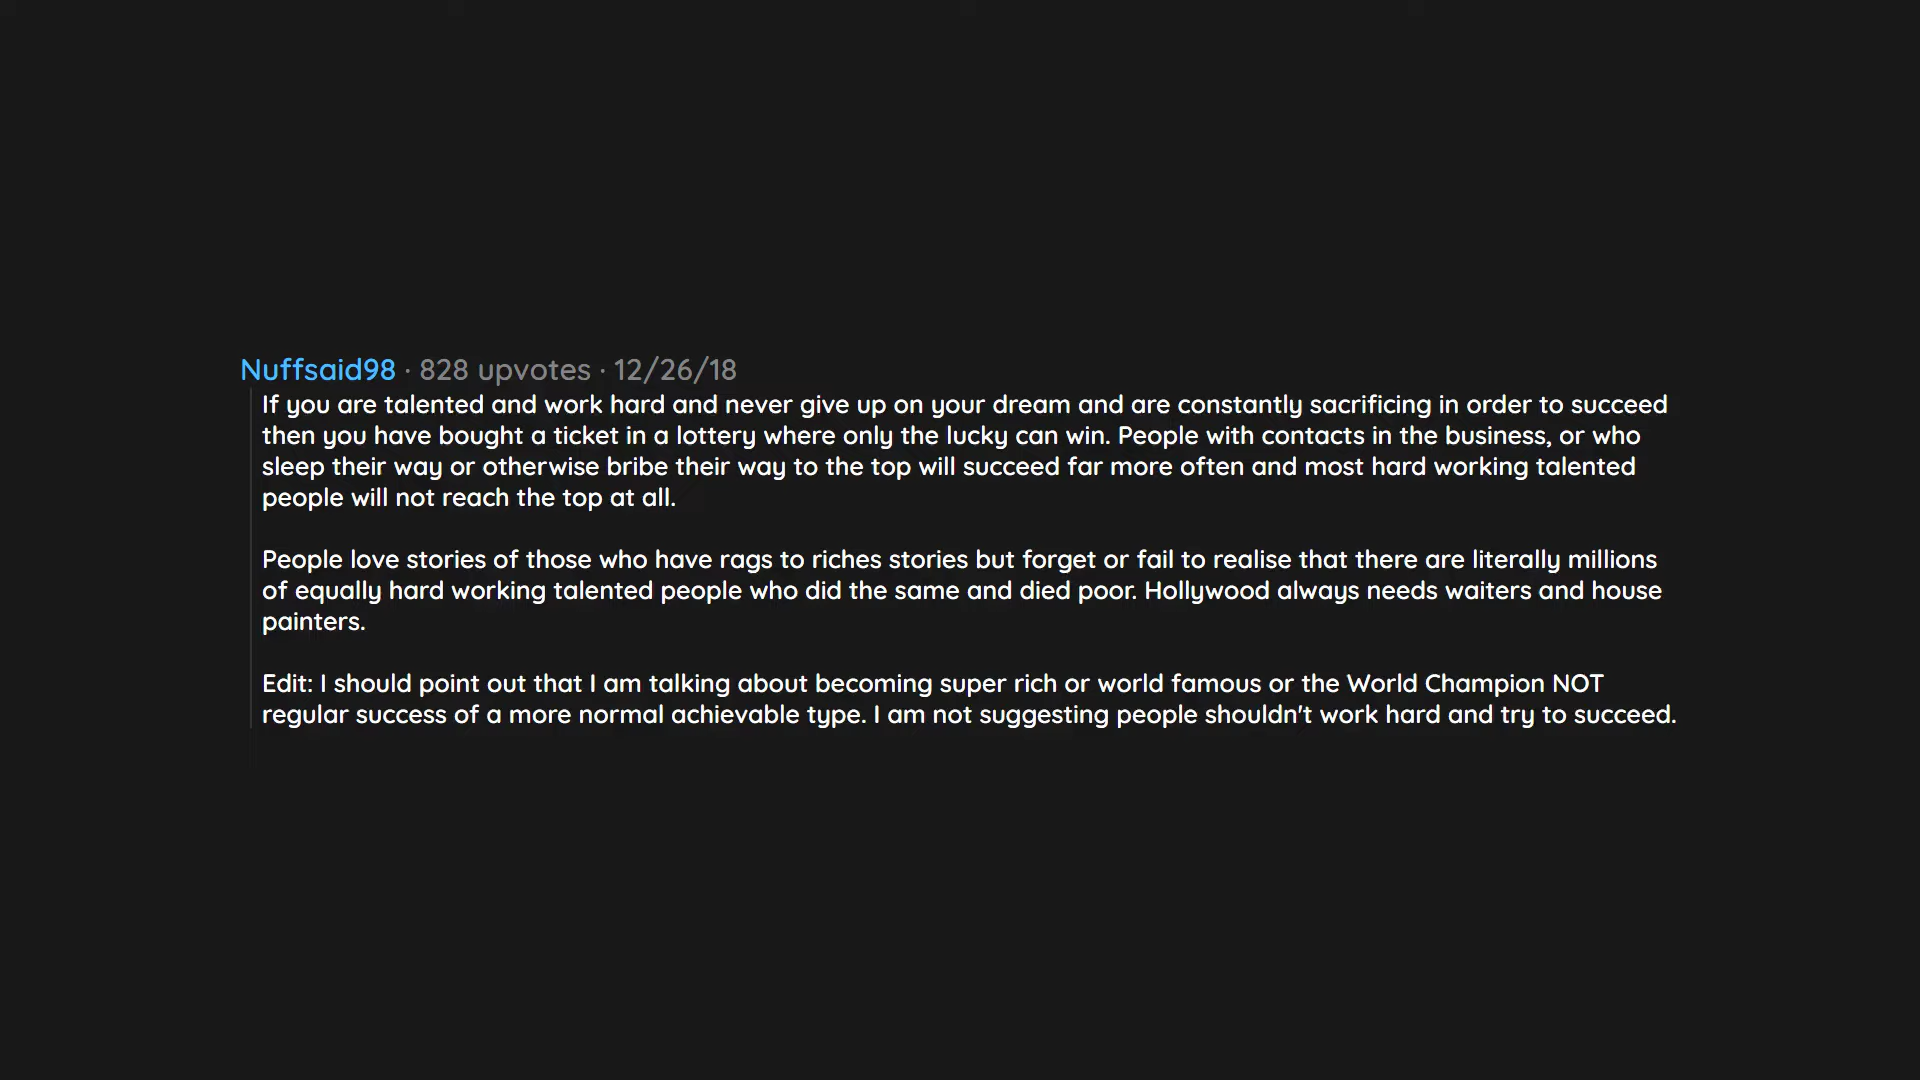 Nuffsaid98 · 828 upvotes · 12/26/18
If you are talented and work hard and never give up on your dream and are constantly sacrificing in order to succeed
then you have bought a ticket in a lottery where only the lucky can win. People with contacts in the business, or who
sleep their way or otherwise bribe their way to the top will succeed far more often and most hard working talented
people will not reach the top at all.
People love stories of those who have rags to riches stories but forget or fail to realise that there are literally millions
of equally hard working talented people who did the same and died poor. Hollywood always needs waiters and house
painters.
Edit: I should point out that I am talking about becoming super rich or world famous or the World Champion NOT
regular success of a more normal achievable type. I am not suggesting people shouldn't work hard and try to succeed.